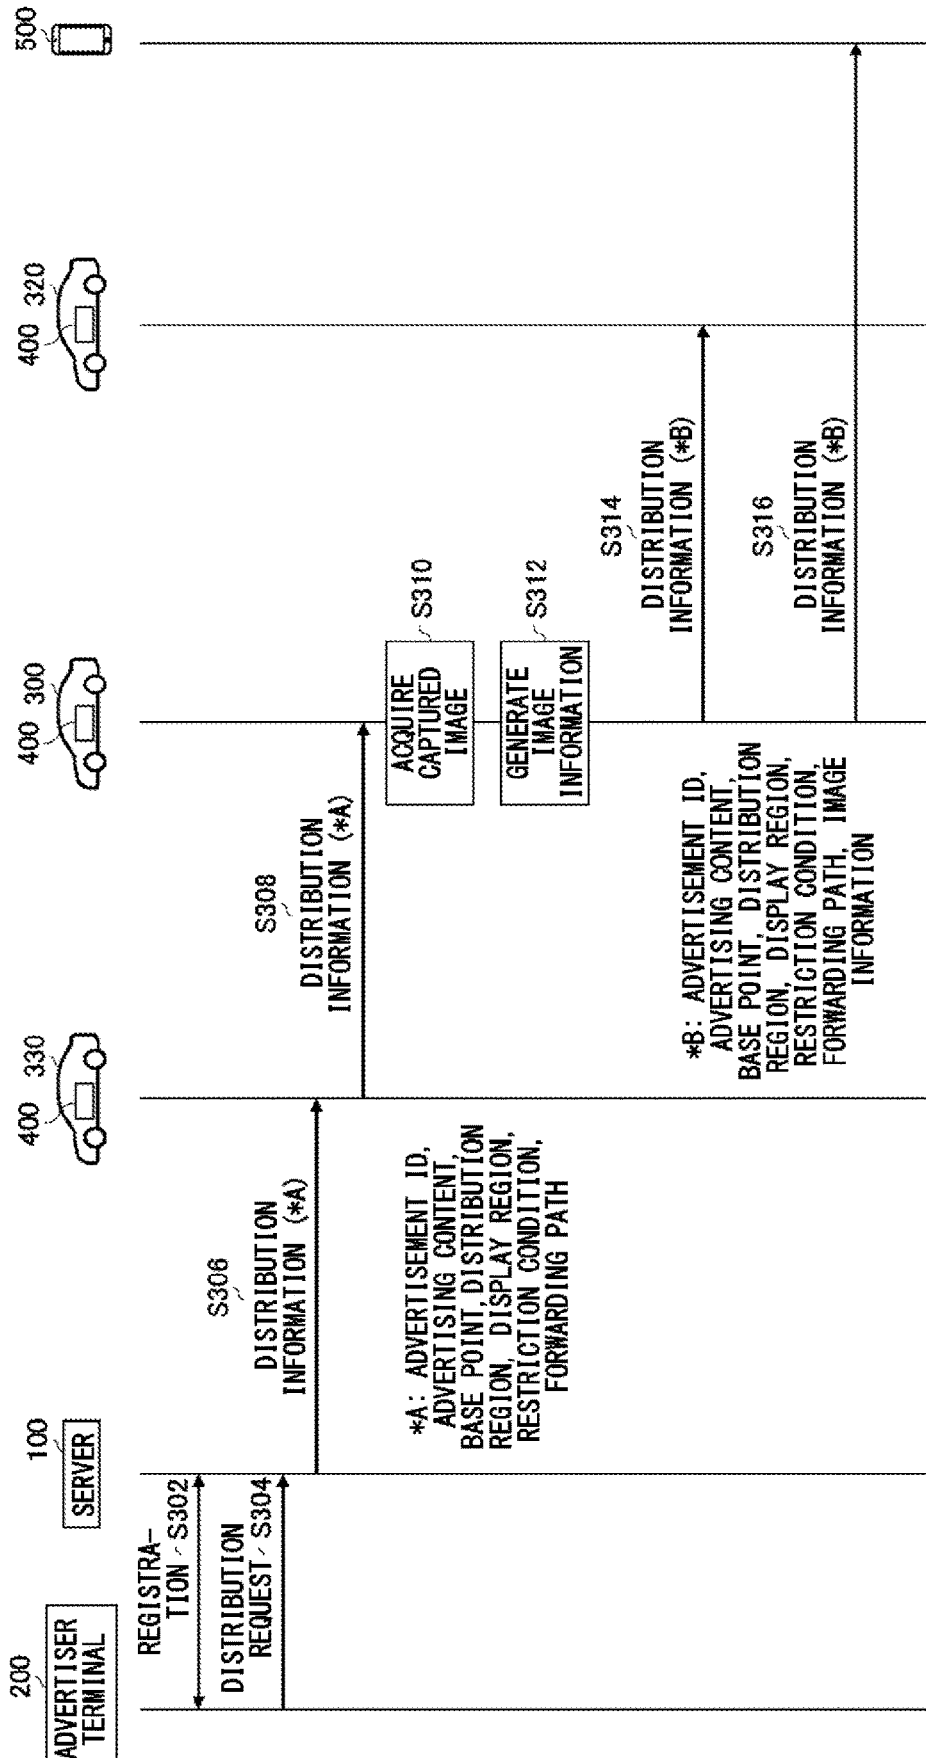 200
ADVERTISER
TERMINAL
100
SERVER
400
330
400
300
400
320
500
REGISTRA-
TION
S302
DISTRIBUTION
REQUEST
S304
S306
DISTRIBUTION
INFORMATION (*A)
S308
DISTRIBUTION
INFORMATION (*A)
*A: ADVERTISEMENT ID,
ADVERTISING CONTENT,
BASE POINT, DISTRIBUTION
REGION, DISPLAY REGION,
RESTRICTION CONDITION,
FORWARDING PATH
ACQUIRE
CAPTURED
IMAGE
S310
GENERATE
IMAGE
INFORMATION
S312
S314
DISTRIBUTION
INFORMATION (*B)
S316
DISTRIBUTION
INFORMATION (*B)
*B: ADVERTISEMENT ID,
ADVERTISING CONTENT,
BASE POINT, DISTRIBUTION
REGION, DISPLAY REGION,
RESTRICTION CONDITION,
FORWARDING PATH, IMAGE
INFORMATION